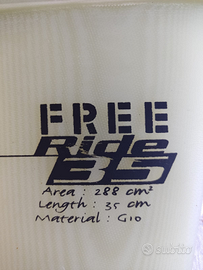 FREE
Ride
35
Area : 288 cm²
Length : 35 cm
Material : G10
subito